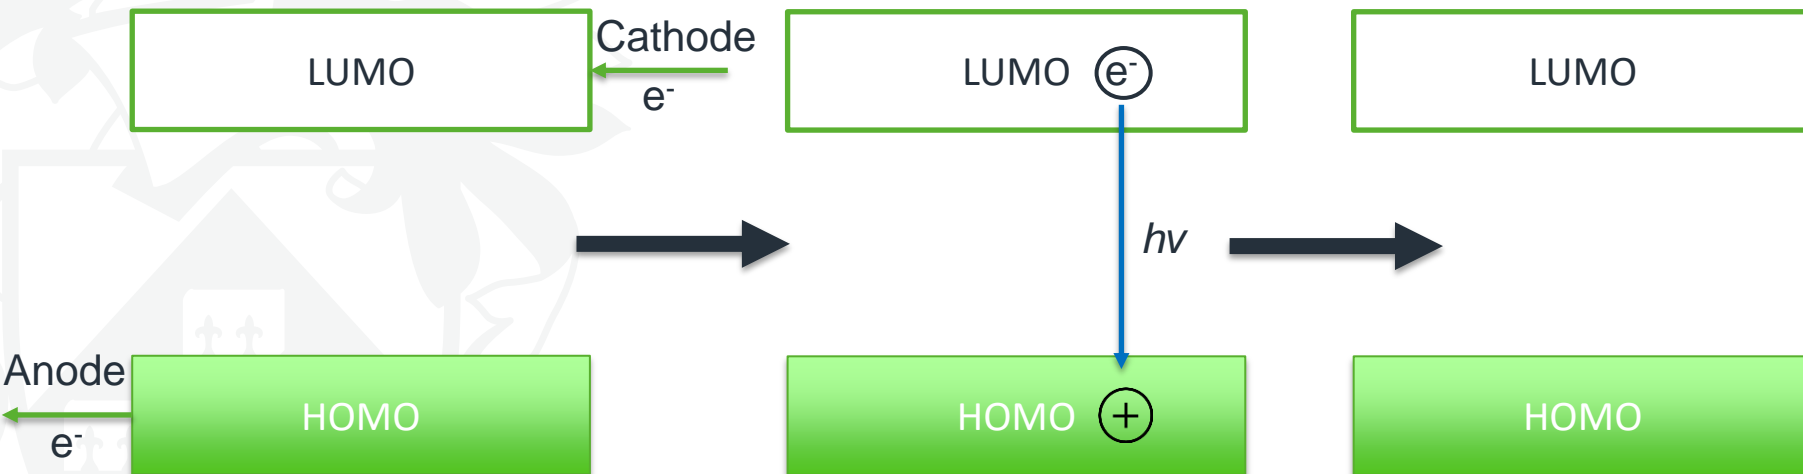 LUMO
Cathode
e⁻
LUMO e⁻
LUMO
hv
Anode
e⁻
HOMO
HOMO +
HOMO